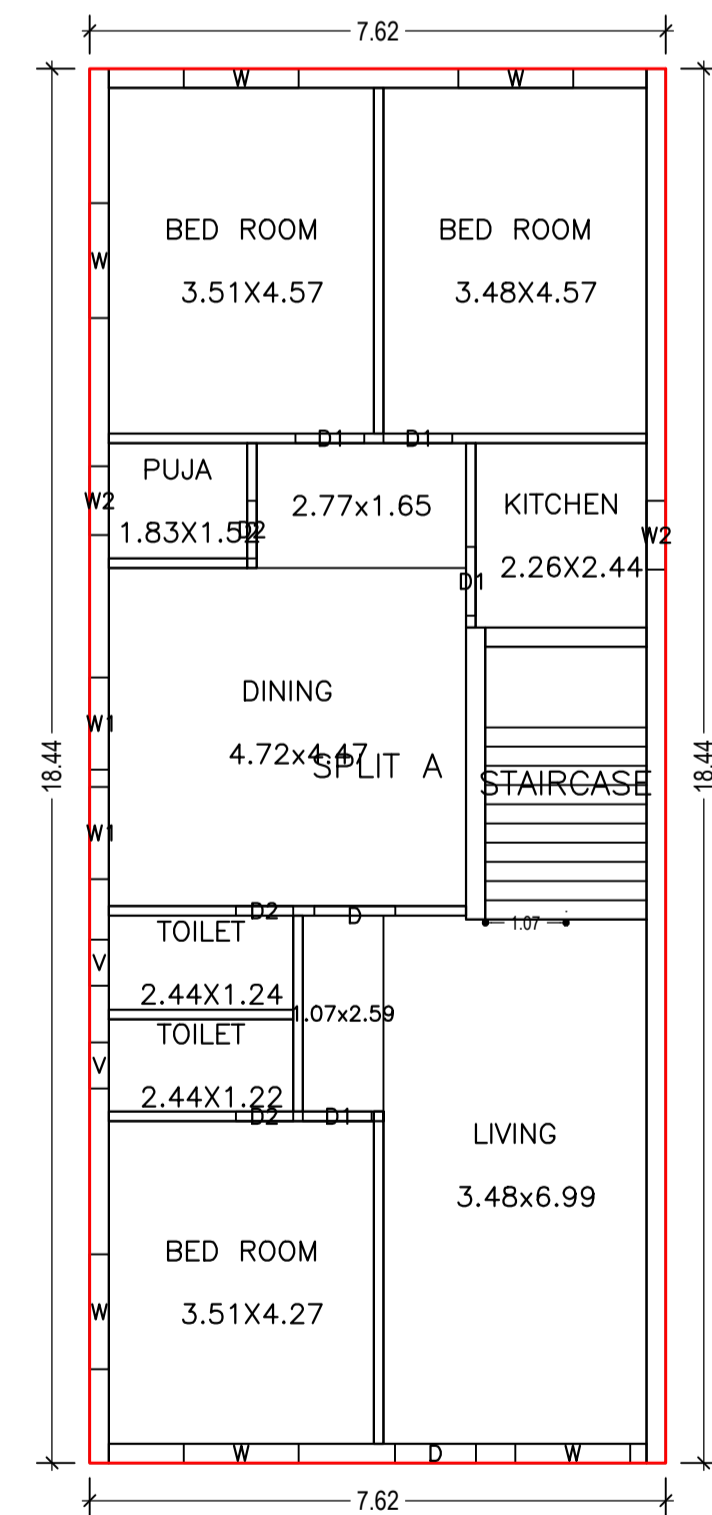 7.62
W W
BED ROOM
3.51X4.57
BED ROOM
3.48X4.57
W
D1 D1
PUJA
1.83X1.52
W2
D2
2.77x1.65
KITCHEN
2.26X2.44
W2
D1
DINING
4.72x4.47
SPLIT A
STAIRCASE
W1
W1
18.44
18.44
D2 D
1.07
TOILET
2.44X1.24
V
1.07x2.59
TOILET
2.44X1.22
V
D2 D1
LIVING
3.48x6.99
BED ROOM
3.51X4.27
W
W D W
7.62